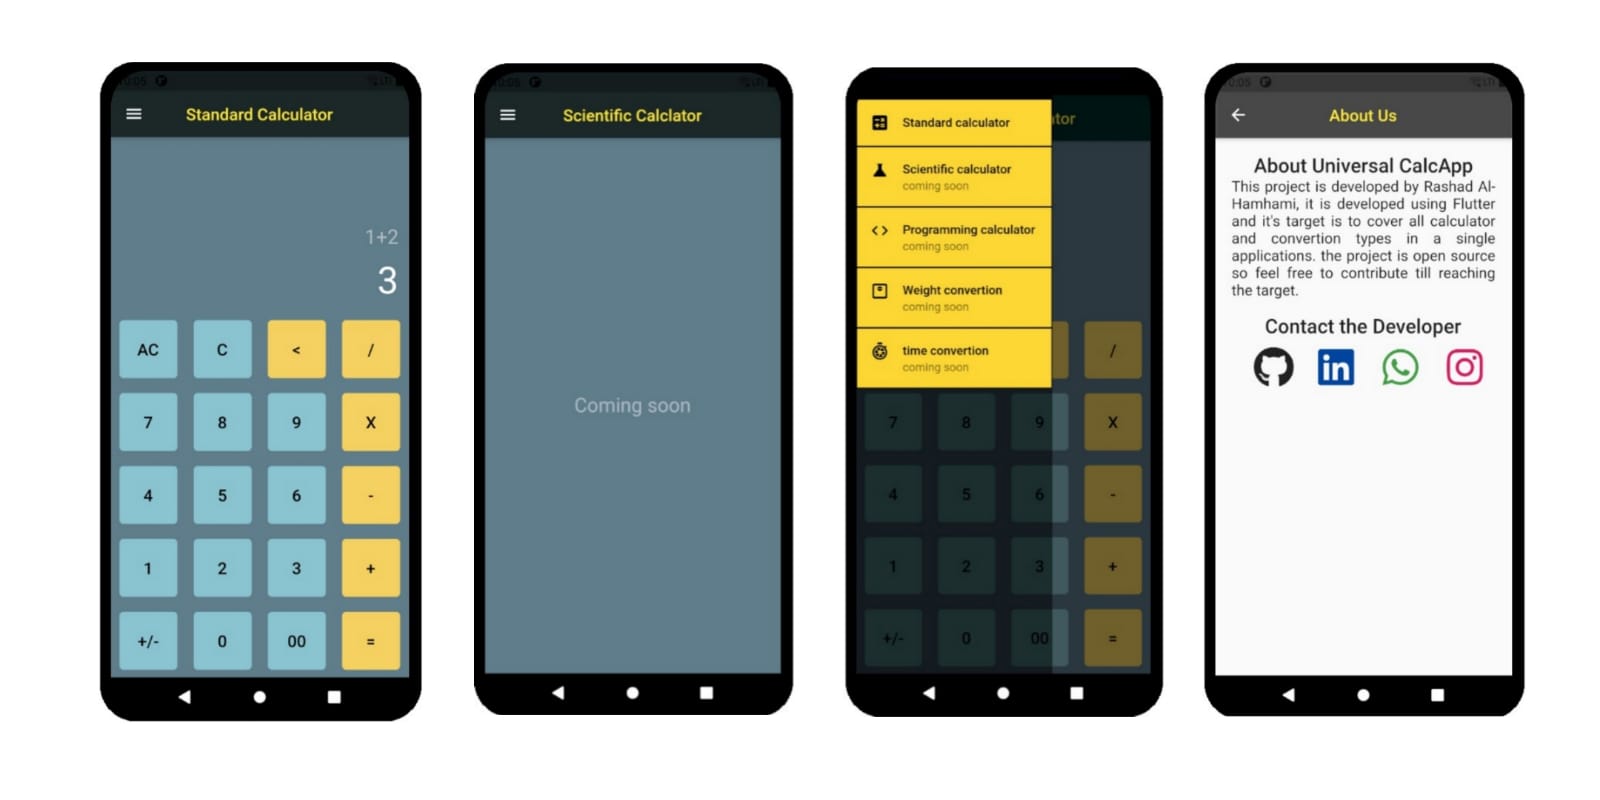 10:05
Standard Calculator
1+2
3
AC C < /
7 8 9 X
4 5 6 -
1 2 3 +
+/- 0 00 =
10:05
Scientific Calclator
Coming soon
Standard calculator
Scientific calculator
coming soon
Programming calculator
coming soon
Weight convertion
coming soon
time convertion
coming soon
ator
/
7 8 9 X
4 5 6 -
1 2 3 +
+/- 0 00 =
About Us
About Universal CalcApp
This project is developed by Rashad Al-
Hamhami, it is developed using Flutter
and it's target is to cover all calculator
and convertion types in a single
applications. the project is open source
so feel free to contribute till reaching
the target.
Contact the Developer
in